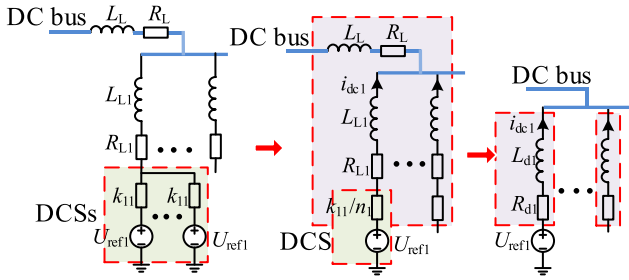 DC bus
L_L
R_L
L_L1
R_L1
k_11
k_11
DCSs
U_ref1
U_ref1
DC bus
L_L
R_L
i_dc1
L_L1
R_L1
k_11/n_1
DCS
U_ref1
DC bus
i_dc1
L_d1
R_d1
U_ref1